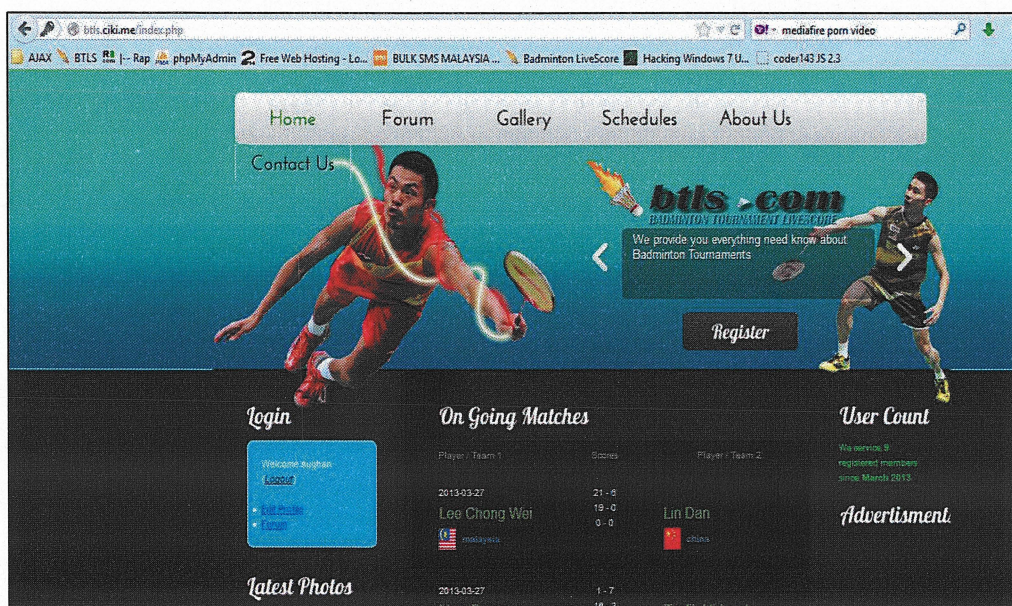 btls.ciki.me/index.php
mediafire porn video
AJAX BTLS |-- Rap phpMyAdmin 2 Free Web Hosting - Lo... BULK SMS MALAYSIA ... Badminton LiveScore Hacking Windows 7 U... coder143 JS 2.3
Home Forum Gallery Schedules About Us
Contact Us
btls .com
BADMINTON TOURNAMENT LIVESCORE
We provide you everything need know about
Badminton Tournaments
Register
Login
Welcome sughan
(Logout)
Edit Profile
Forum
Latest Photos
On Going Matches
Player / Team 1 Scores Player / Team 2
2013-03-27 21 - 6
19 - 0
0 - 0
Lee Chong Wei Lin Dan
malaysia china
2013-03-27 1 - 7
User Count
We service 9
registered members
since March 2013
Advertisment